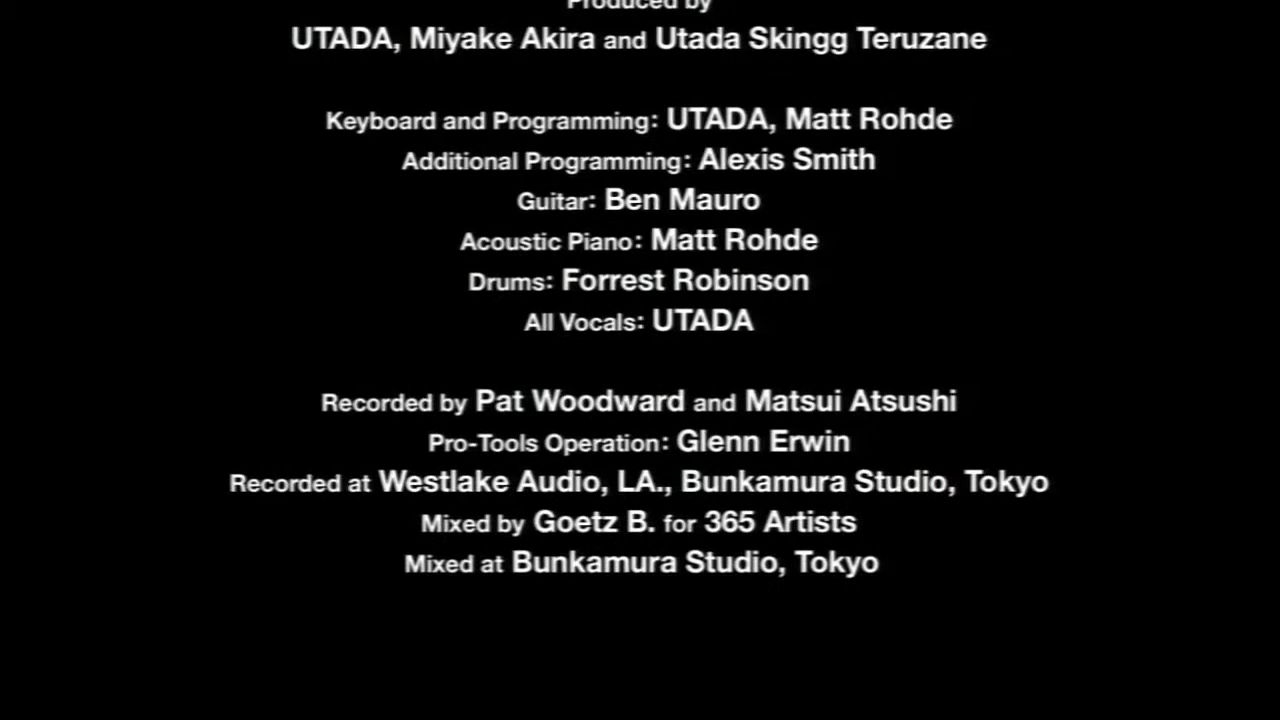 Produced by
UTADA, Miyake Akira and Utada Skingg Teruzane
Keyboard and Programming: UTADA, Matt Rohde
Additional Programming: Alexis Smith
Guitar: Ben Mauro
Acoustic Piano: Matt Rohde
Drums: Forrest Robinson
All Vocals: UTADA
Recorded by Pat Woodward and Matsui Atsushi
Pro-Tools Operation: Glenn Erwin
Recorded at Westlake Audio, LA., Bunkamura Studio, Tokyo
Mixed by Goetz B. for 365 Artists
Mixed at Bunkamura Studio, Tokyo